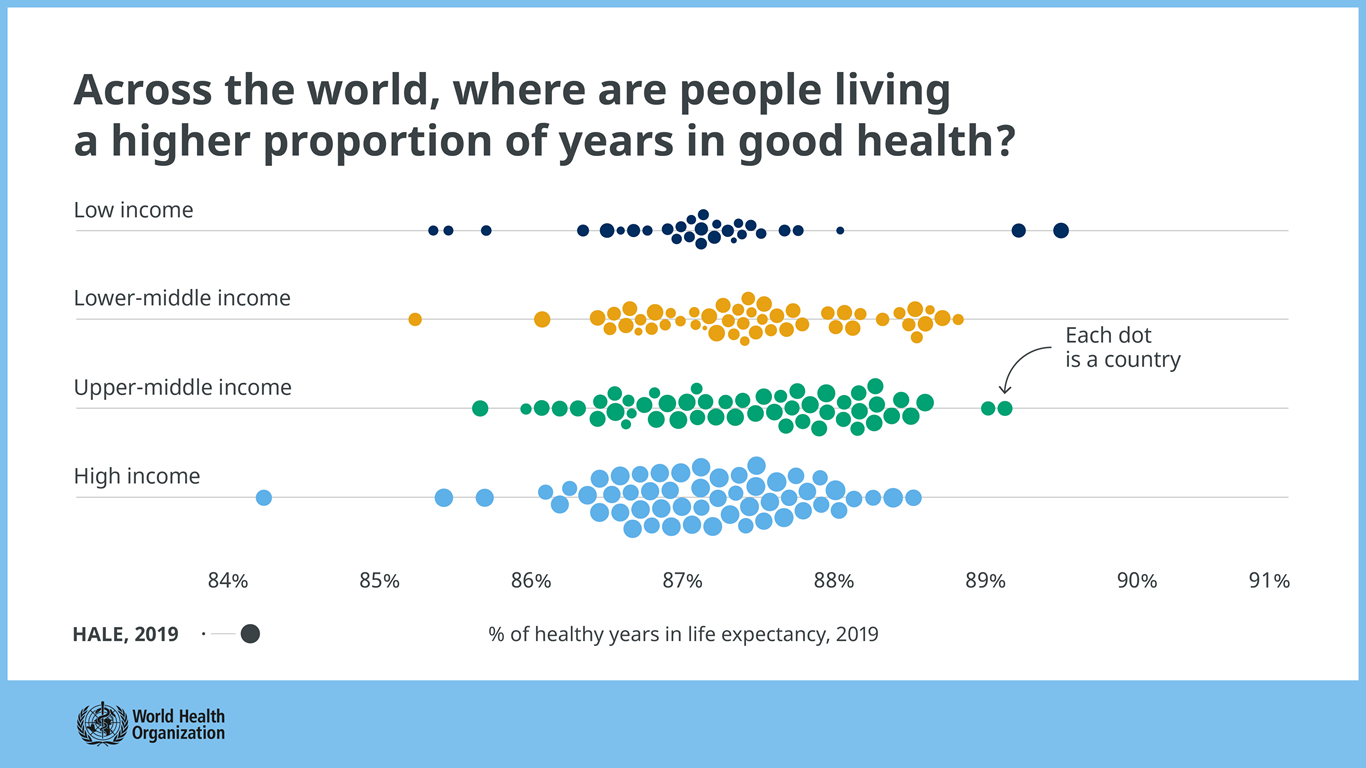 Across the world, where are people living
a higher proportion of years in good health?
Low income
Lower-middle income
Each dot
is a country
Upper-middle income
High income
84% 85% 86% 87% 88% 89% 90% 91%
HALE, 2019 % of healthy years in life expectancy, 2019
World Health
Organization